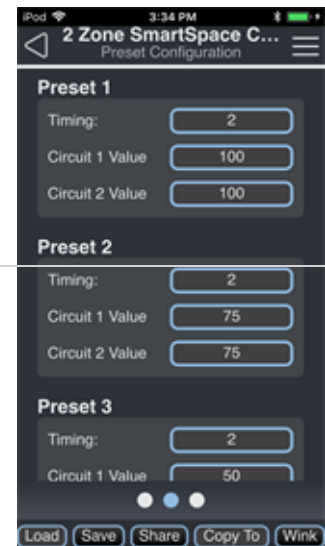 iPod 3:34 PM
2 Zone SmartSpace C...
Preset Configuration
Preset 1
Timing: 2
Circuit 1 Value 100
Circuit 2 Value 100
Preset 2
Timing: 2
Circuit 1 Value 75
Circuit 2 Value 75
Preset 3
Timing: 2
Circuit 1 Value 50
Load Save Share Copy To Wink